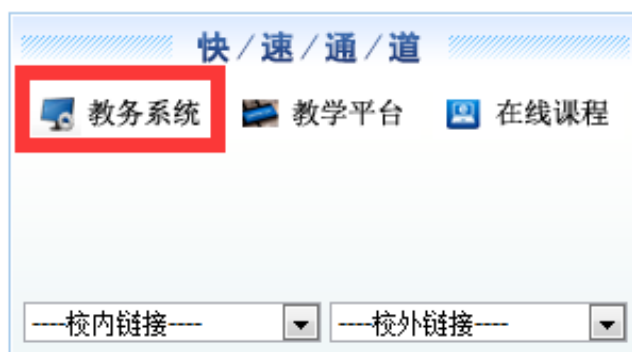 快/速/通/道
教务系统 教学平台 在线课程
----校内链接---- ----校外链接----